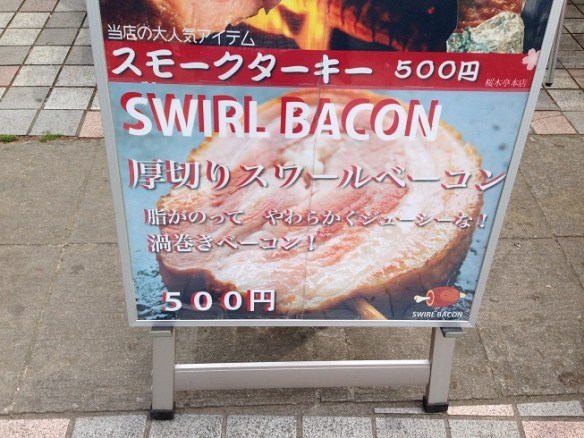 当店の大人気アイテム
スモークターキー 500円
桜木亭本店
SWIRL BACON
厚切りスワールベーコン
脂がのって やわらかくジューシーな!
渦巻きベーコン!
500円
SWIRL BACON